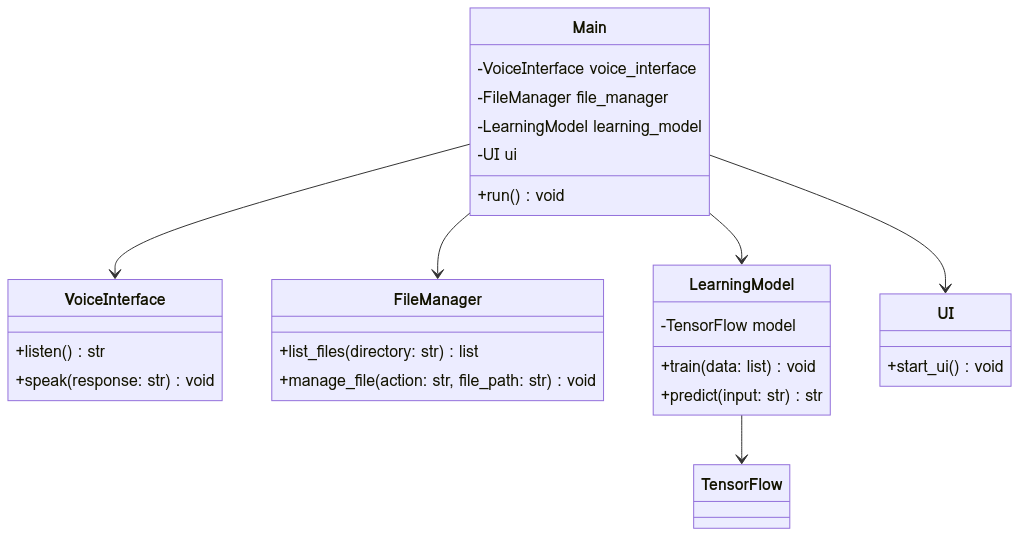 Main
-VoiceInterface voice_interface
-FileManager file_manager
-LearningModel learning_model
-UI ui
+run() : void
VoiceInterface
+listen() : str
+speak(response: str) : void
FileManager
+list_files(directory: str) : list
+manage_file(action: str, file_path: str) : void
LearningModel
-TensorFlow model
+train(data: list) : void
+predict(input: str) : str
UI
+start_ui() : void
TensorFlow